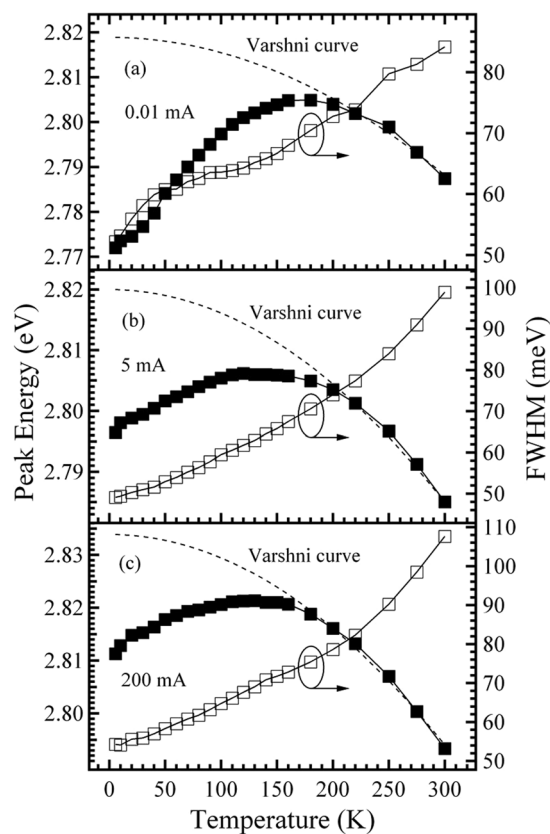 2.82
Varshni curve
(a)
2.81
80
0.01 mA
2.80
70
2.79
60
2.78
50
2.77
2.82
100
(b)
Varshni curve
90
2.81
5 mA
80
2.80
70
60
2.79
50
Peak Energy (eV)
FWHM (meV)
110
2.83
Varshni curve
100
(c)
2.82
90
80
2.81
200 mA
70
2.80
60
50
0 50 100 150 200 250 300
Temperature (K)